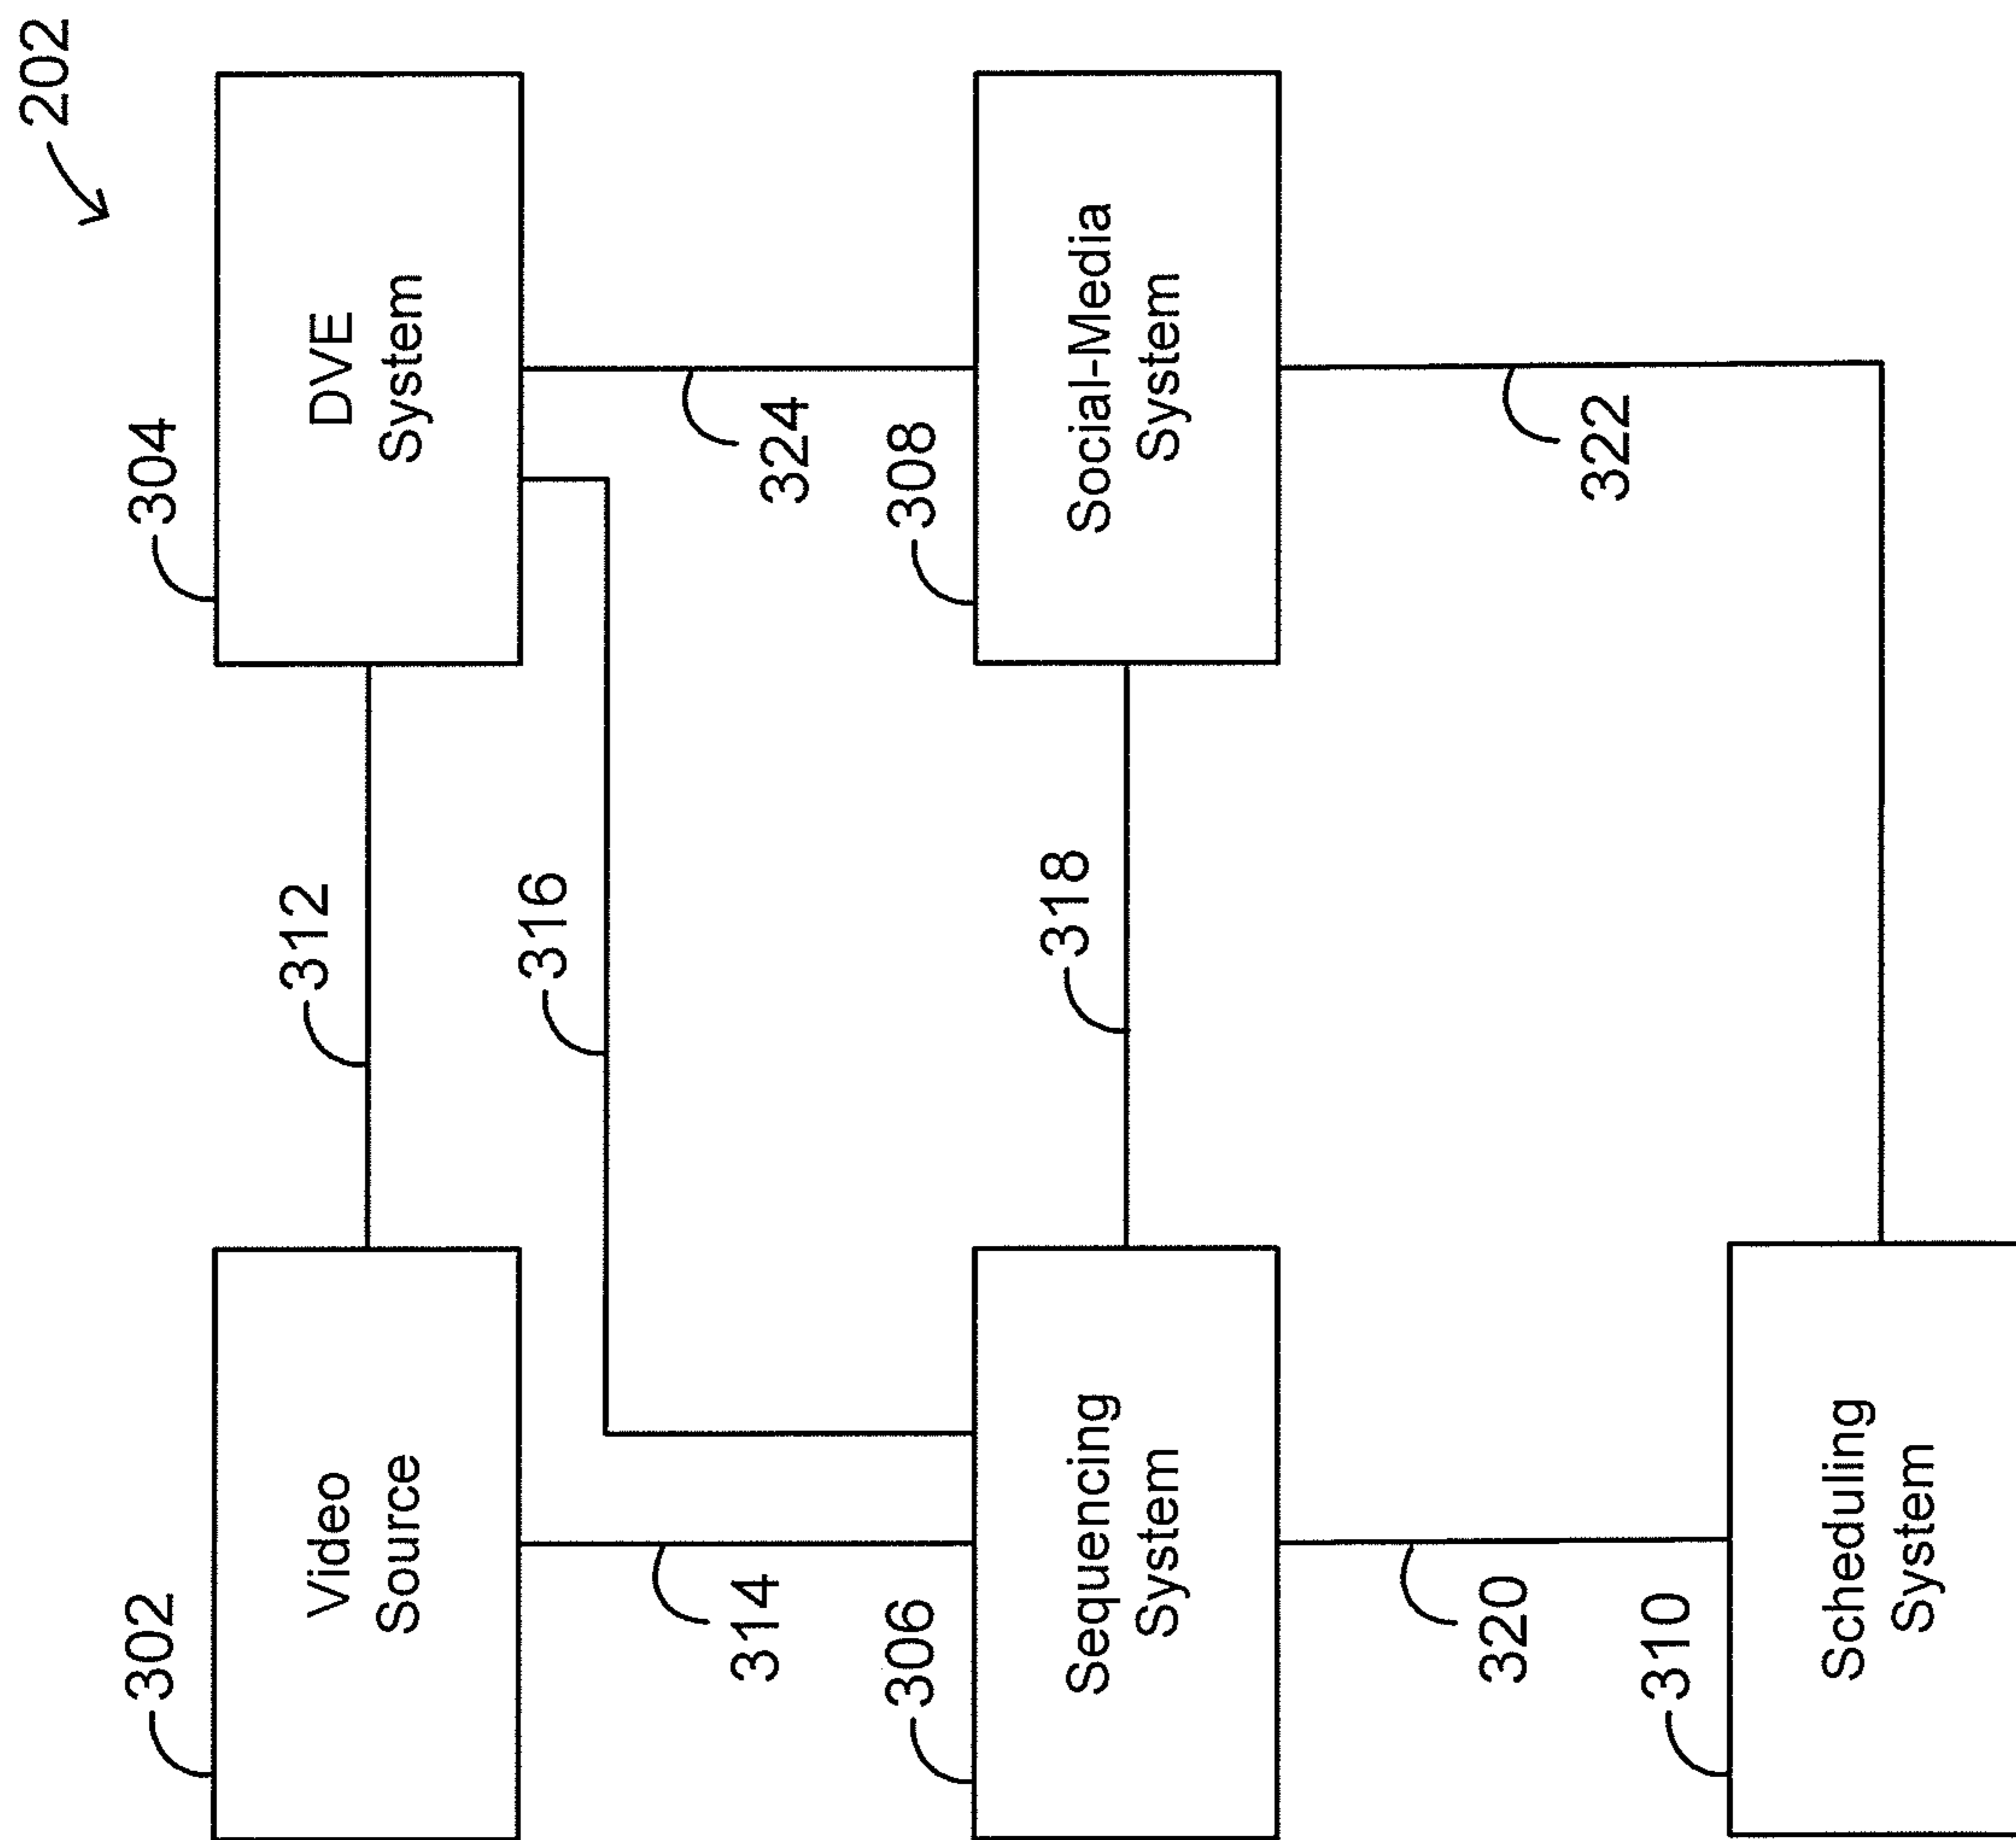 202
304
DVE
System
302
Video
Source
312
316
314
324
308
Social-Media
System
306
Sequencing
System
318
322
320
310
Scheduling
System